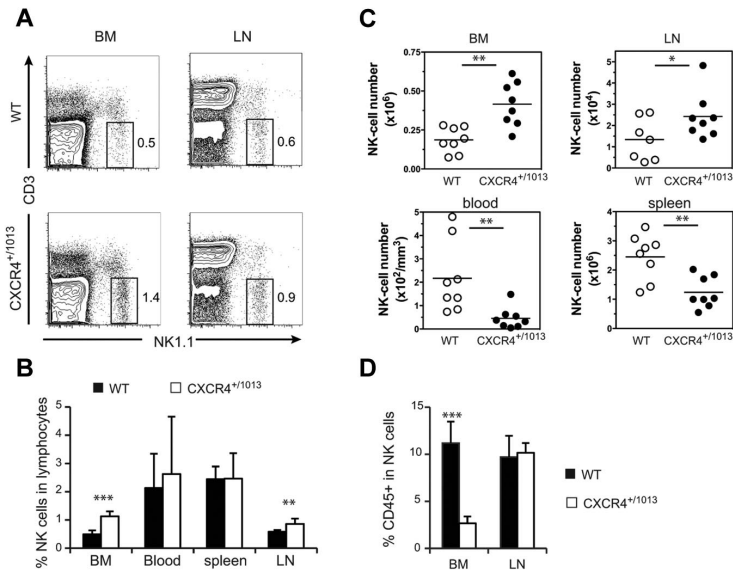 A
BM
LN
WT
0.5
0.6
CD3
CXCR4+/1013
1.4
0.9
NK1.1
B
WT
CXCR4+/1013
% NK cells in lymphocytes
5
4
3
2
1
0
***
**
BM
Blood
spleen
LN
C
BM
NK-cell number
(x10⁶)
0.75
0.50
0.25
0.00
**
WT
CXCR4+/1013
LN
NK-cell number
(x10⁴)
5
4
3
2
1
0
*
WT
CXCR4+/1013
blood
NK-cell number
(x10²/mm³)
5
4
3
2
1
0
**
WT
CXCR4+/1013
spleen
NK-cell number
(x10⁶)
4
3
2
1
0
**
WT
CXCR4+/1013
D
% CD45+ in NK cells
15
10
5
0
***
BM
LN
WT
CXCR4+/1013